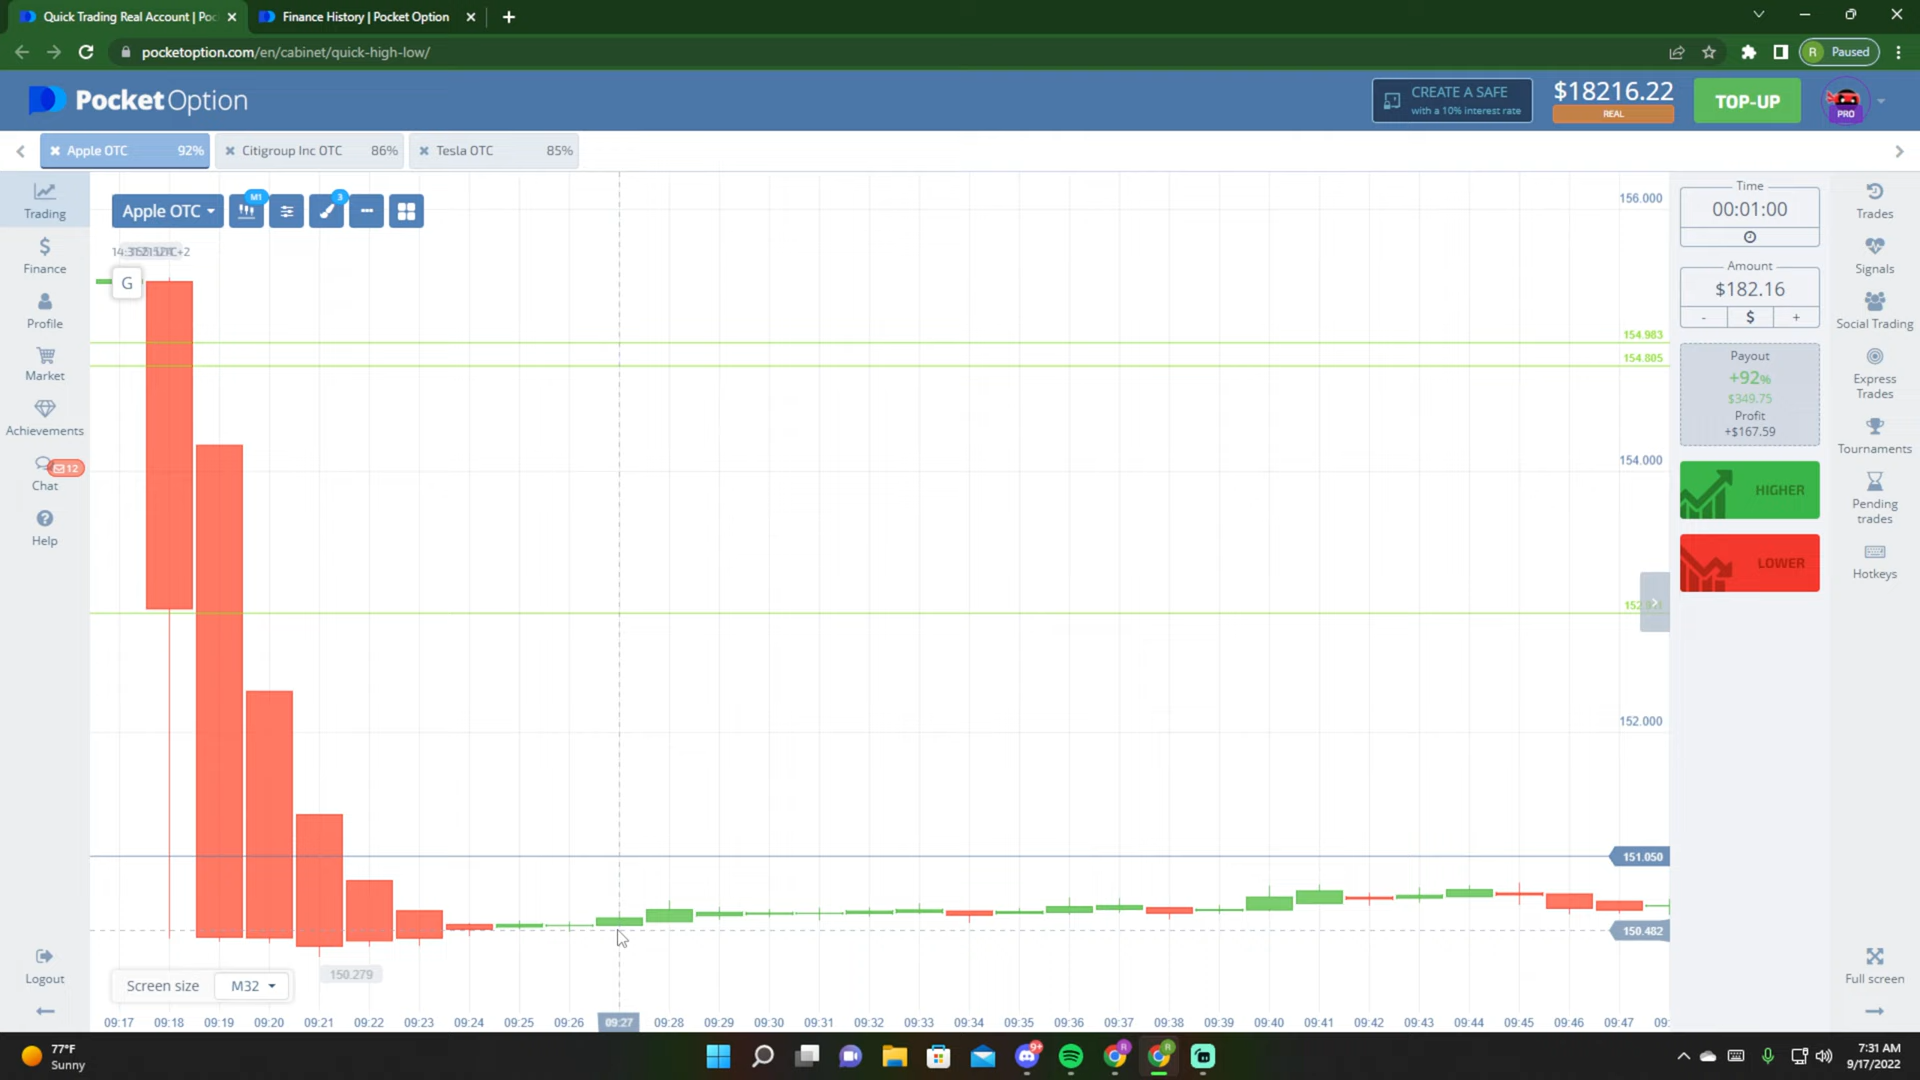 Quick Trading Real Account | Poc
Finance History | Pocket Option
pocketoption.com/en/cabinet/quick-high-low/
R Paused
PocketOption
CREATE A SAFE
with a 10% interest rate
$18216.22
REAL
TOP-UP
PRO
Apple OTC 92%
Citigroup Inc OTC 86%
Tesla OTC 85%
Trading
Finance
Profile
Market
Achievements
12
Chat
Help
Logout
Apple OTC
M1
3
G
156.000
154.983
154.805
154.000
152.000
151.050
150.482
150.279
Screen size M32
09:17 09:18 09:19 09:20 09:21 09:22 09:23 09:24 09:25 09:26 09:27 09:28 09:29 09:30 09:31 09:32 09:33 09:34 09:35 09:36 09:37 09:38 09:39 09:40 09:41 09:42 09:43 09:44 09:45 09:46 09:47 09:
Time
00:01:00
Amount
$182.16
- $ +
Payout
+92%
$349.75
Profit
+$167.59
HIGHER
LOWER
Trades
Signals
Social Trading
Express
Trades
Tournaments
Pending
trades
Hotkeys
Full screen
77°F
Sunny
9+
R
R
7:31 AM
9/17/2022